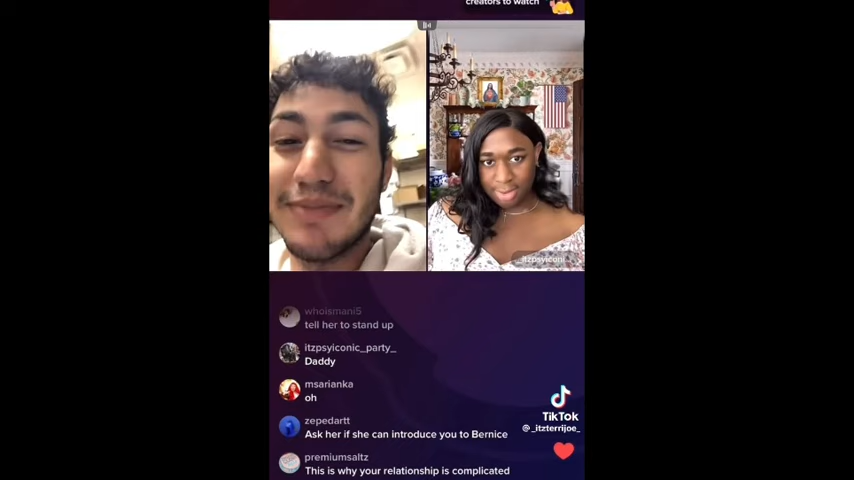 creators to watch
_itzpsyiconi
whoismani5
tell her to stand up
itzpsyiconic_party_
Daddy
msarianka
oh
zepedartt
Ask her if she can introduce you to Bernice
premiumsaltz
This is why your relationship is complicated
TikTok
@_itzterrijoe_